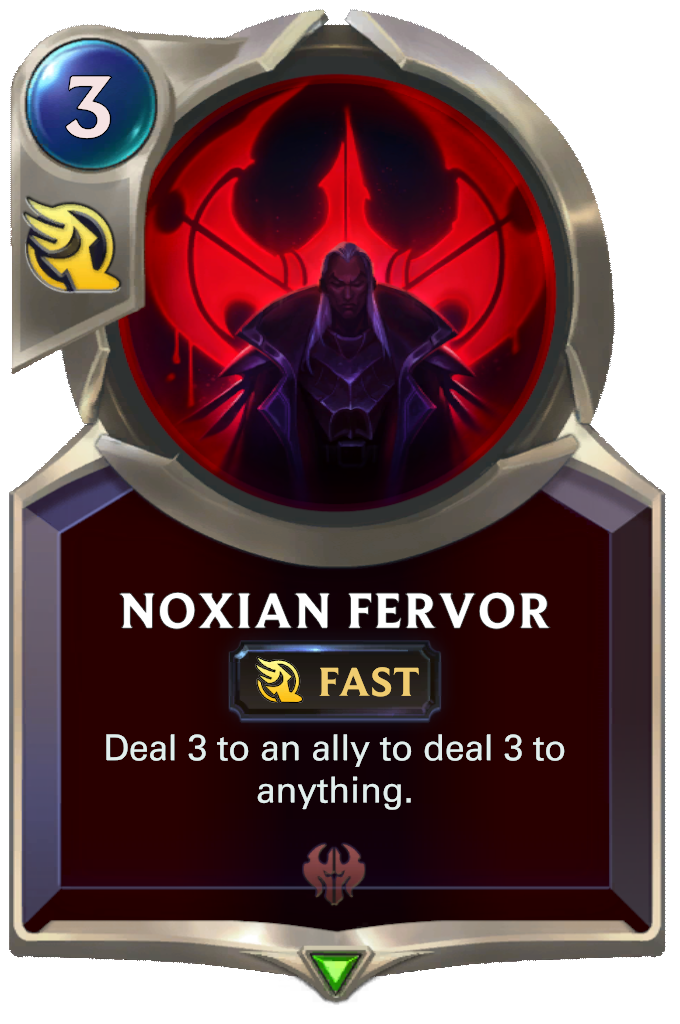 3
NOXIAN FERVOR
FAST
Deal 3 to an ally to deal 3 to
anything.